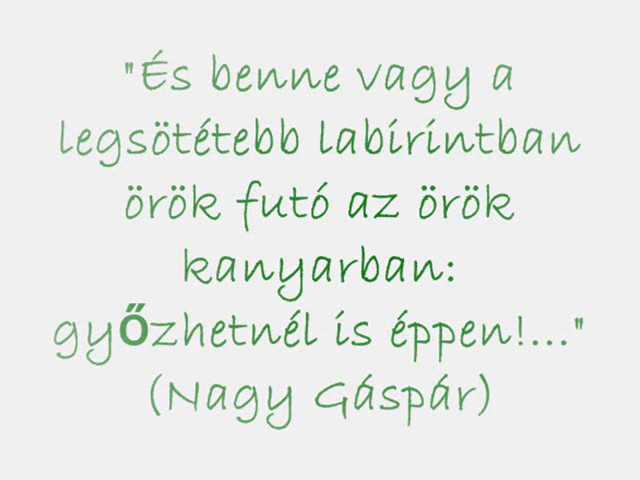 "És benne vagy a
legsötétebb labirintban
örök futó az örök
kanyarban:
gyŐzhetnél is éppen!..."
(Nagy Gáspár)